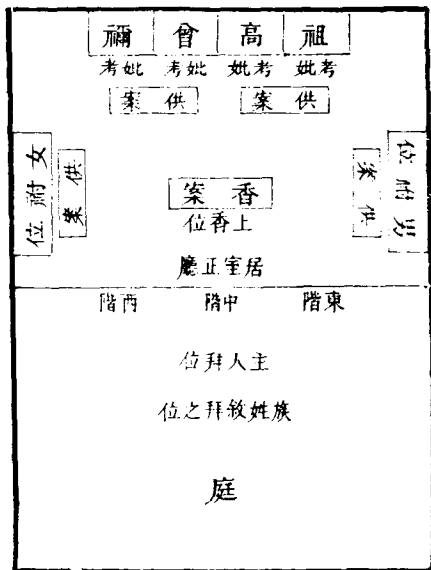 祖 高 曾 禰
考妣 考妣 妣考 妣考
供案 供案
男祔位
供案
女祔位
供案
香案
上香位
居室正廳
東階 中階 西階
主人拜位
族姓敘拜之位
庭